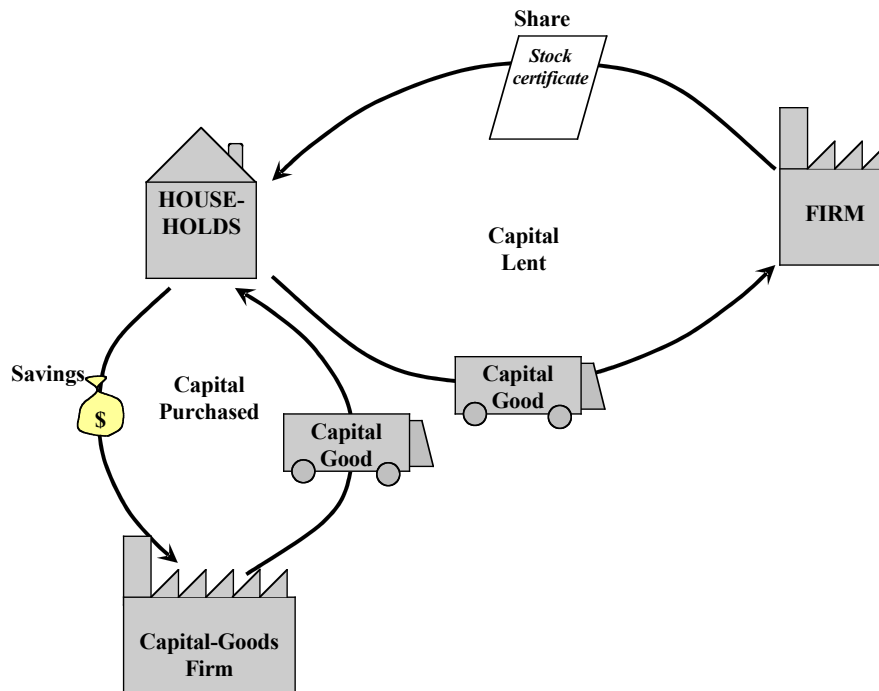 Share
Stock
certificate
HOUSE-
HOLDS
FIRM
Capital
Lent
Savings
$
Capital
Purchased
Capital
Good
Capital
Good
Capital-Goods
Firm